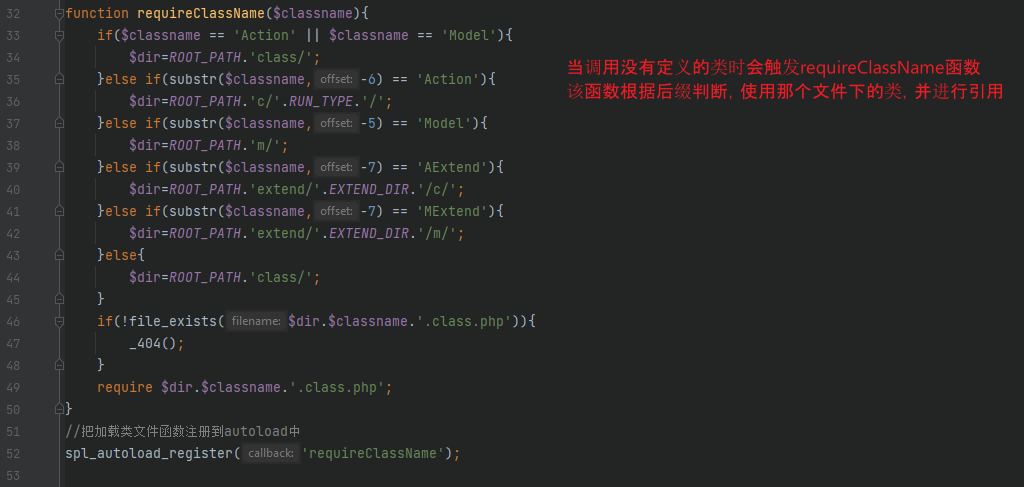 32 function requireClassName($classname){
33 if($classname == 'Action' || $classname == 'Model'){
34 $dir=ROOT_PATH.'class/';
当调用没有定义的类时会触发requireClassName函数
35 }else if(substr($classname, offset: -6) == 'Action'){
该函数根据后缀判断, 使用那个文件下的类, 并进行引用
36 $dir=ROOT_PATH.'c/'.RUN_TYPE.'/';
37 }else if(substr($classname, offset: -5) == 'Model'){
38 $dir=ROOT_PATH.'m/';
39 }else if(substr($classname, offset: -7) == 'AExtend'){
40 $dir=ROOT_PATH.'extend/'.EXTEND_DIR.'/c/';
41 }else if(substr($classname, offset: -7) == 'MExtend'){
42 $dir=ROOT_PATH.'extend/'.EXTEND_DIR.'/m/';
43 }else{
44 $dir=ROOT_PATH.'class/';
45 }
46 if(!file_exists( filename: $dir.$classname.'.class.php')){
47 _404();
48 }
49 require $dir.$classname.'.class.php';
50 }
51 //把加载类文件函数注册到autoload中
52 spl_autoload_register( callback: 'requireClassName');
53